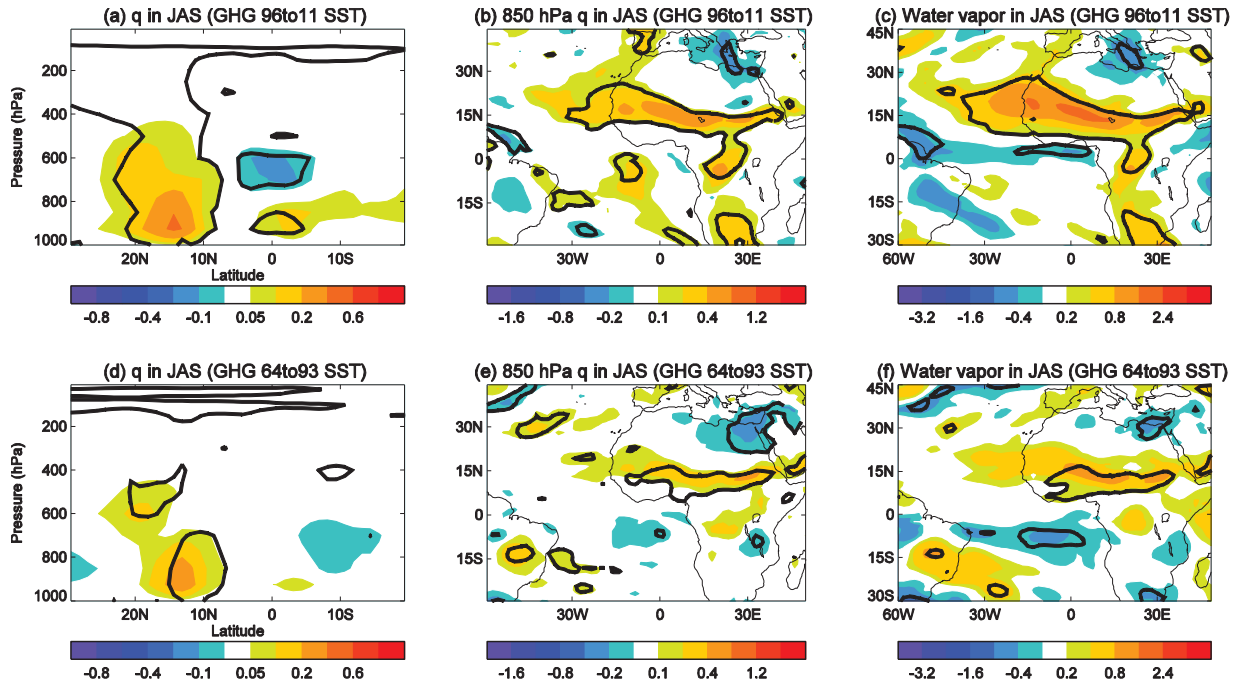 (a) q in JAS (GHG 96to11 SST)
Pressure (hPa)
200
400
600
800
1000
20N 10N 0 10S
Latitude
-0.8 -0.4 -0.1 0.05 0.2 0.6
(b) 850 hPa q in JAS (GHG 96to11 SST)
30N
15N
0
15S
30W 0 30E
-1.6 -0.8 -0.2 0.1 0.4 1.2
(c) Water vapor in JAS (GHG 96to11 SST)
45N
30N
15N
0
15S
30S
60W 30W 0 30E
-3.2 -1.6 -0.4 0.2 0.8 2.4
(d) q in JAS (GHG 64to93 SST)
Pressure (hPa)
200
400
600
800
1000
20N 10N 0 10S
Latitude
-0.8 -0.4 -0.1 0.05 0.2 0.6
(e) 850 hPa q in JAS (GHG 64to93 SST)
30N
15N
0
15S
30W 0 30E
-1.6 -0.8 -0.2 0.1 0.4 1.2
(f) Water vapor in JAS (GHG 64to93 SST)
45N
30N
15N
0
15S
30S
60W 30W 0 30E
-3.2 -1.6 -0.4 0.2 0.8 2.4